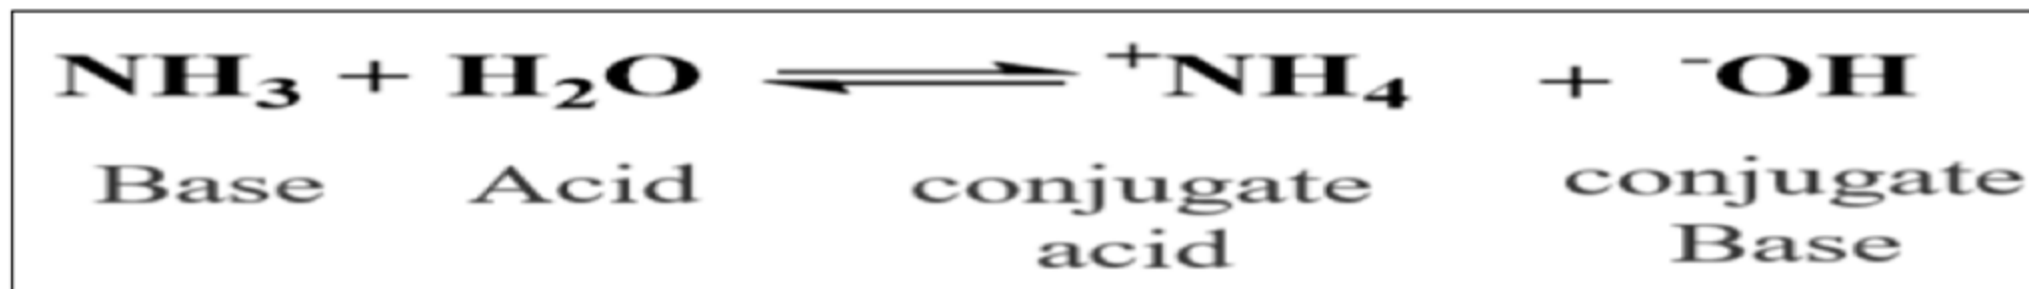 NH₃ + H₂O ⇌ ⁺NH₄ + ⁻OH
Base Acid conjugate acid conjugate Base